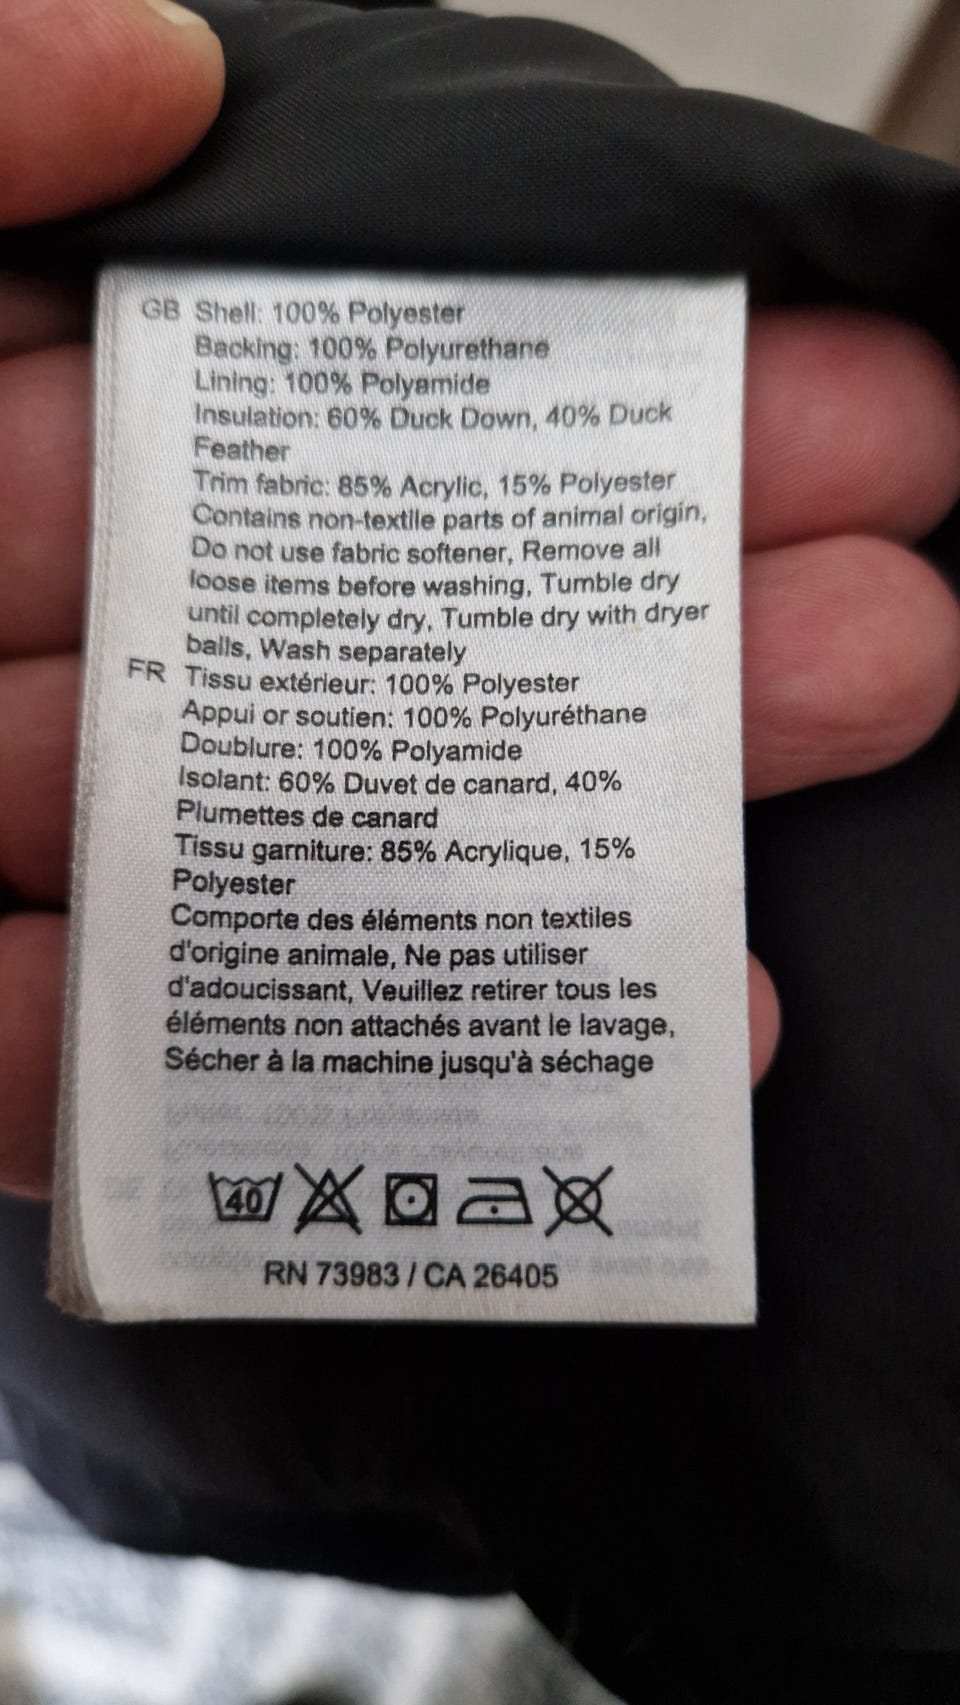 GB Shell: 100% Polyester
Backing: 100% Polyurethane
Lining: 100% Polyamide
Insulation: 60% Duck Down, 40% Duck
Feather
Trim fabric: 85% Acrylic, 15% Polyester
Contains non-textile parts of animal origin,
Do not use fabric softener, Remove all
loose items before washing, Tumble dry
until completely dry, Tumble dry with dryer
balls, Wash separately
FR Tissu extérieur: 100% Polyester
Appui or soutien: 100% Polyuréthane
Doublure: 100% Polyamide
Isolant: 60% Duvet de canard, 40%
Plumettes de canard
Tissu garniture: 85% Acrylique, 15%
Polyester
Comporte des éléments non textiles
d'origine animale, Ne pas utiliser
d'adoucissant, Veuillez retirer tous les
éléments non attachés avant le lavage,
Sécher à la machine jusqu'à séchage
40
RN 73983 / CA 26405